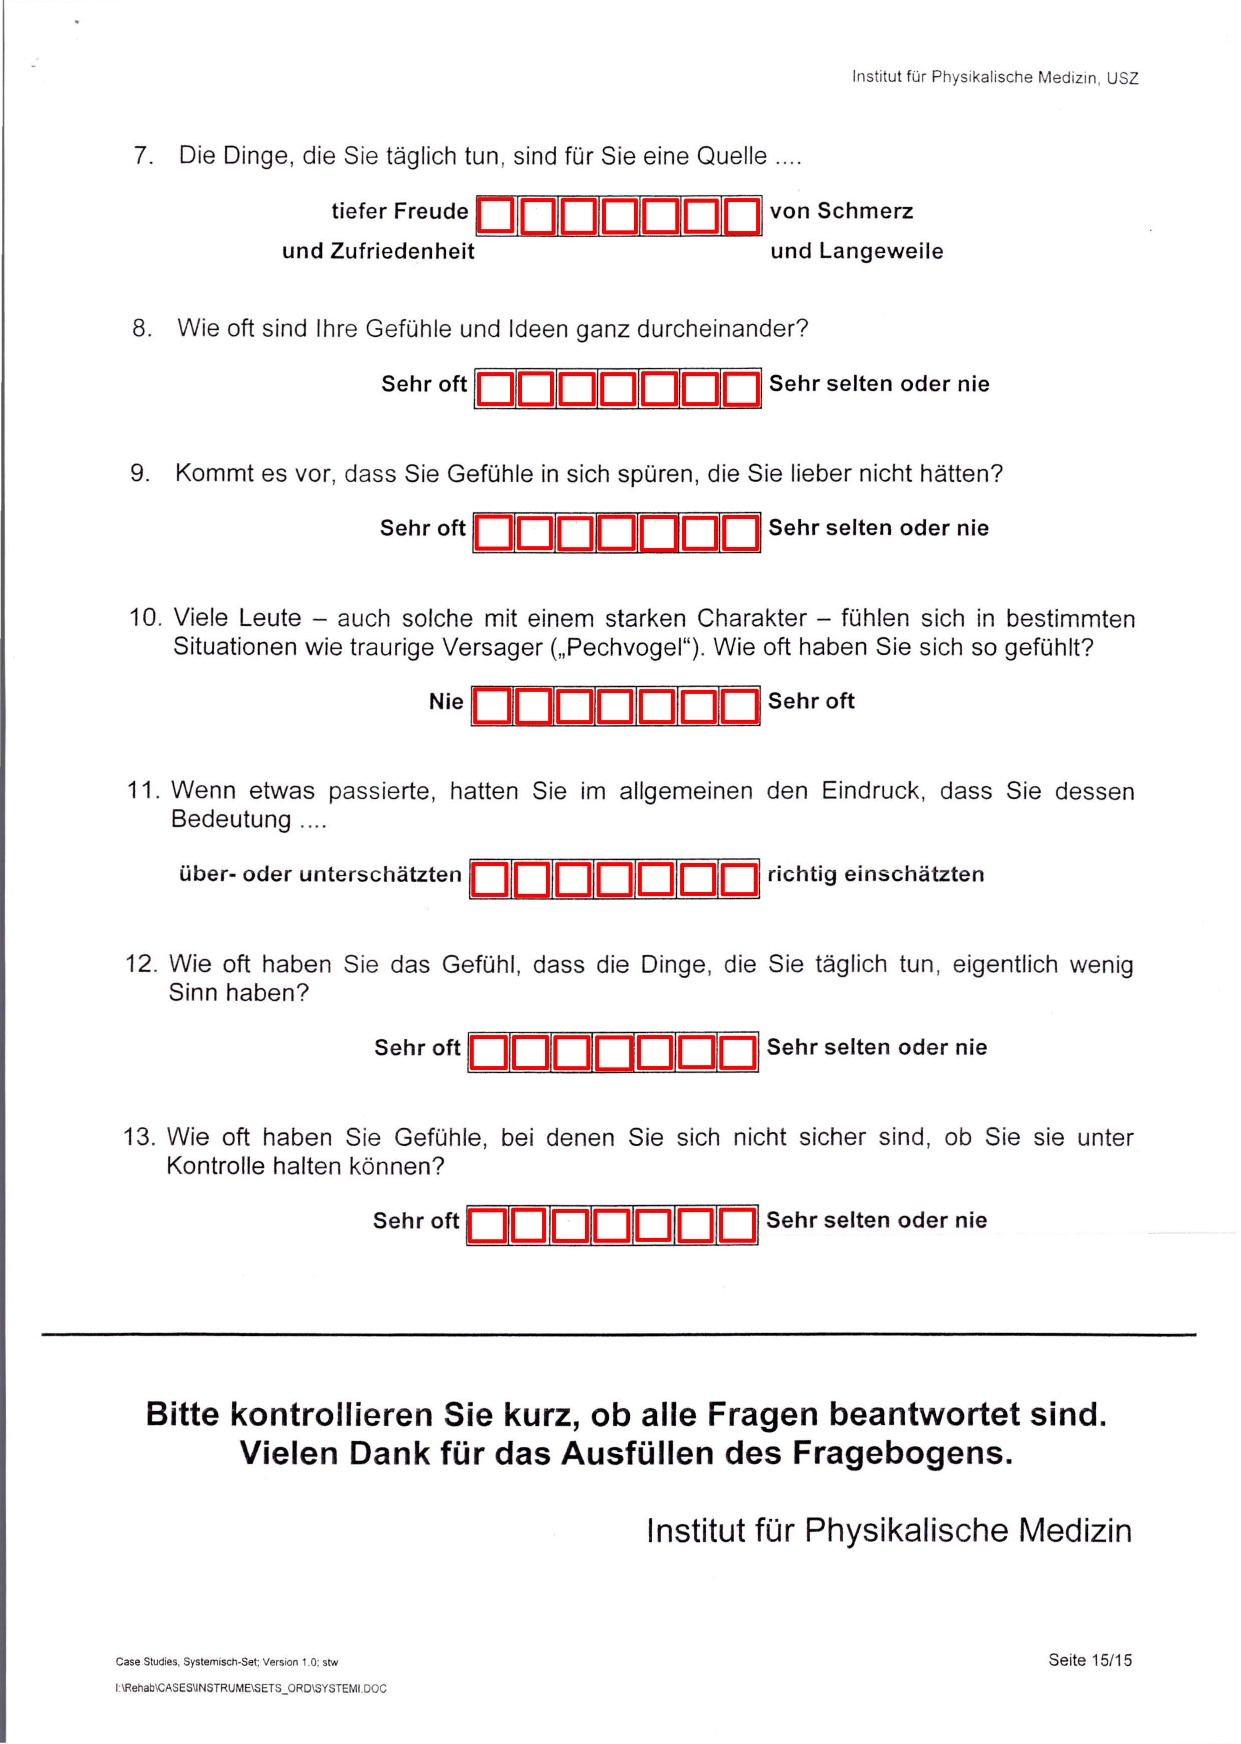 Institut für Physikalische Medizin, USZ
7. Die Dinge, die Sie täglich tun, sind für Sie eine Quelle ....
tiefer Freude von Schmerz
und Zufriedenheit und Langeweile
8. Wie oft sind Ihre Gefühle und Ideen ganz durcheinander?
Sehr oft Sehr selten oder nie
9. Kommt es vor, dass Sie Gefühle in sich spüren, die Sie lieber nicht hätten?
Sehr oft Sehr selten oder nie
10. Viele Leute – auch solche mit einem starken Charakter – fühlen sich in bestimmten
Situationen wie traurige Versager („Pechvogel“). Wie oft haben Sie sich so gefühlt?
Nie Sehr oft
11. Wenn etwas passierte, hatten Sie im allgemeinen den Eindruck, dass Sie dessen
Bedeutung ....
über- oder unterschätzten richtig einschätzten
12. Wie oft haben Sie das Gefühl, dass die Dinge, die Sie täglich tun, eigentlich wenig
Sinn haben?
Sehr oft Sehr selten oder nie
13. Wie oft haben Sie Gefühle, bei denen Sie sich nicht sicher sind, ob Sie sie unter
Kontrolle halten können?
Sehr oft Sehr selten oder nie
Bitte kontrollieren Sie kurz, ob alle Fragen beantwortet sind.
Vielen Dank für das Ausfüllen des Fragebogens.
Institut für Physikalische Medizin
Case Studies, Systemisch-Set; Version 1.0; stw
Seite 15/15
I:\Rehab\CASES\INSTRUME\SETS_ORD\SYSTEMI.DOC